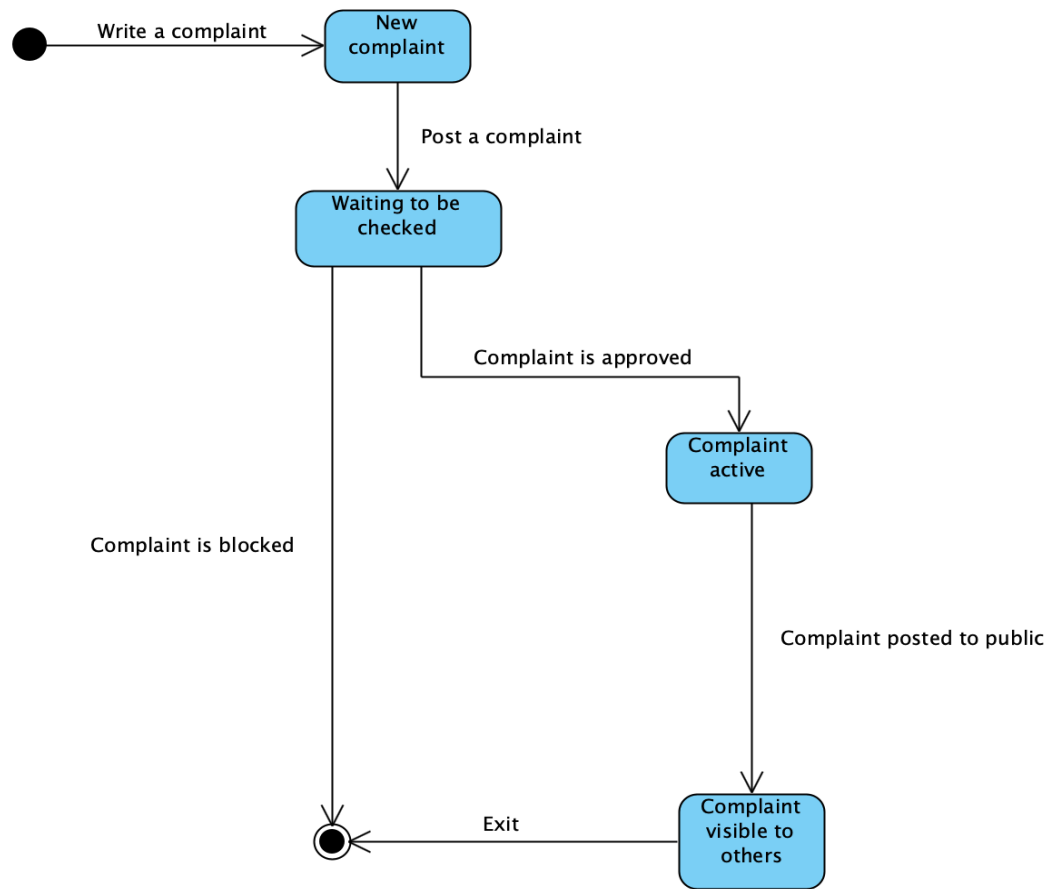 Write a complaint
New
complaint
Post a complaint
Waiting to be
checked
Complaint is approved
Complaint
active
Complaint is blocked
Complaint posted to public
Complaint
visible to
others
Exit